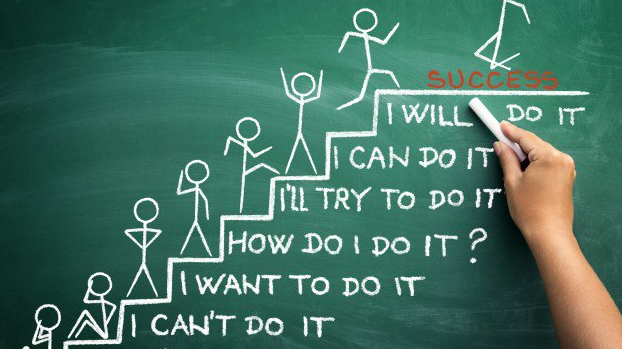 SUCCESS
I WILL DO IT
I CAN DO IT
I'LL TRY TO DO IT
HOW DO I DO IT?
I WANT TO DO IT
I CAN'T DO IT